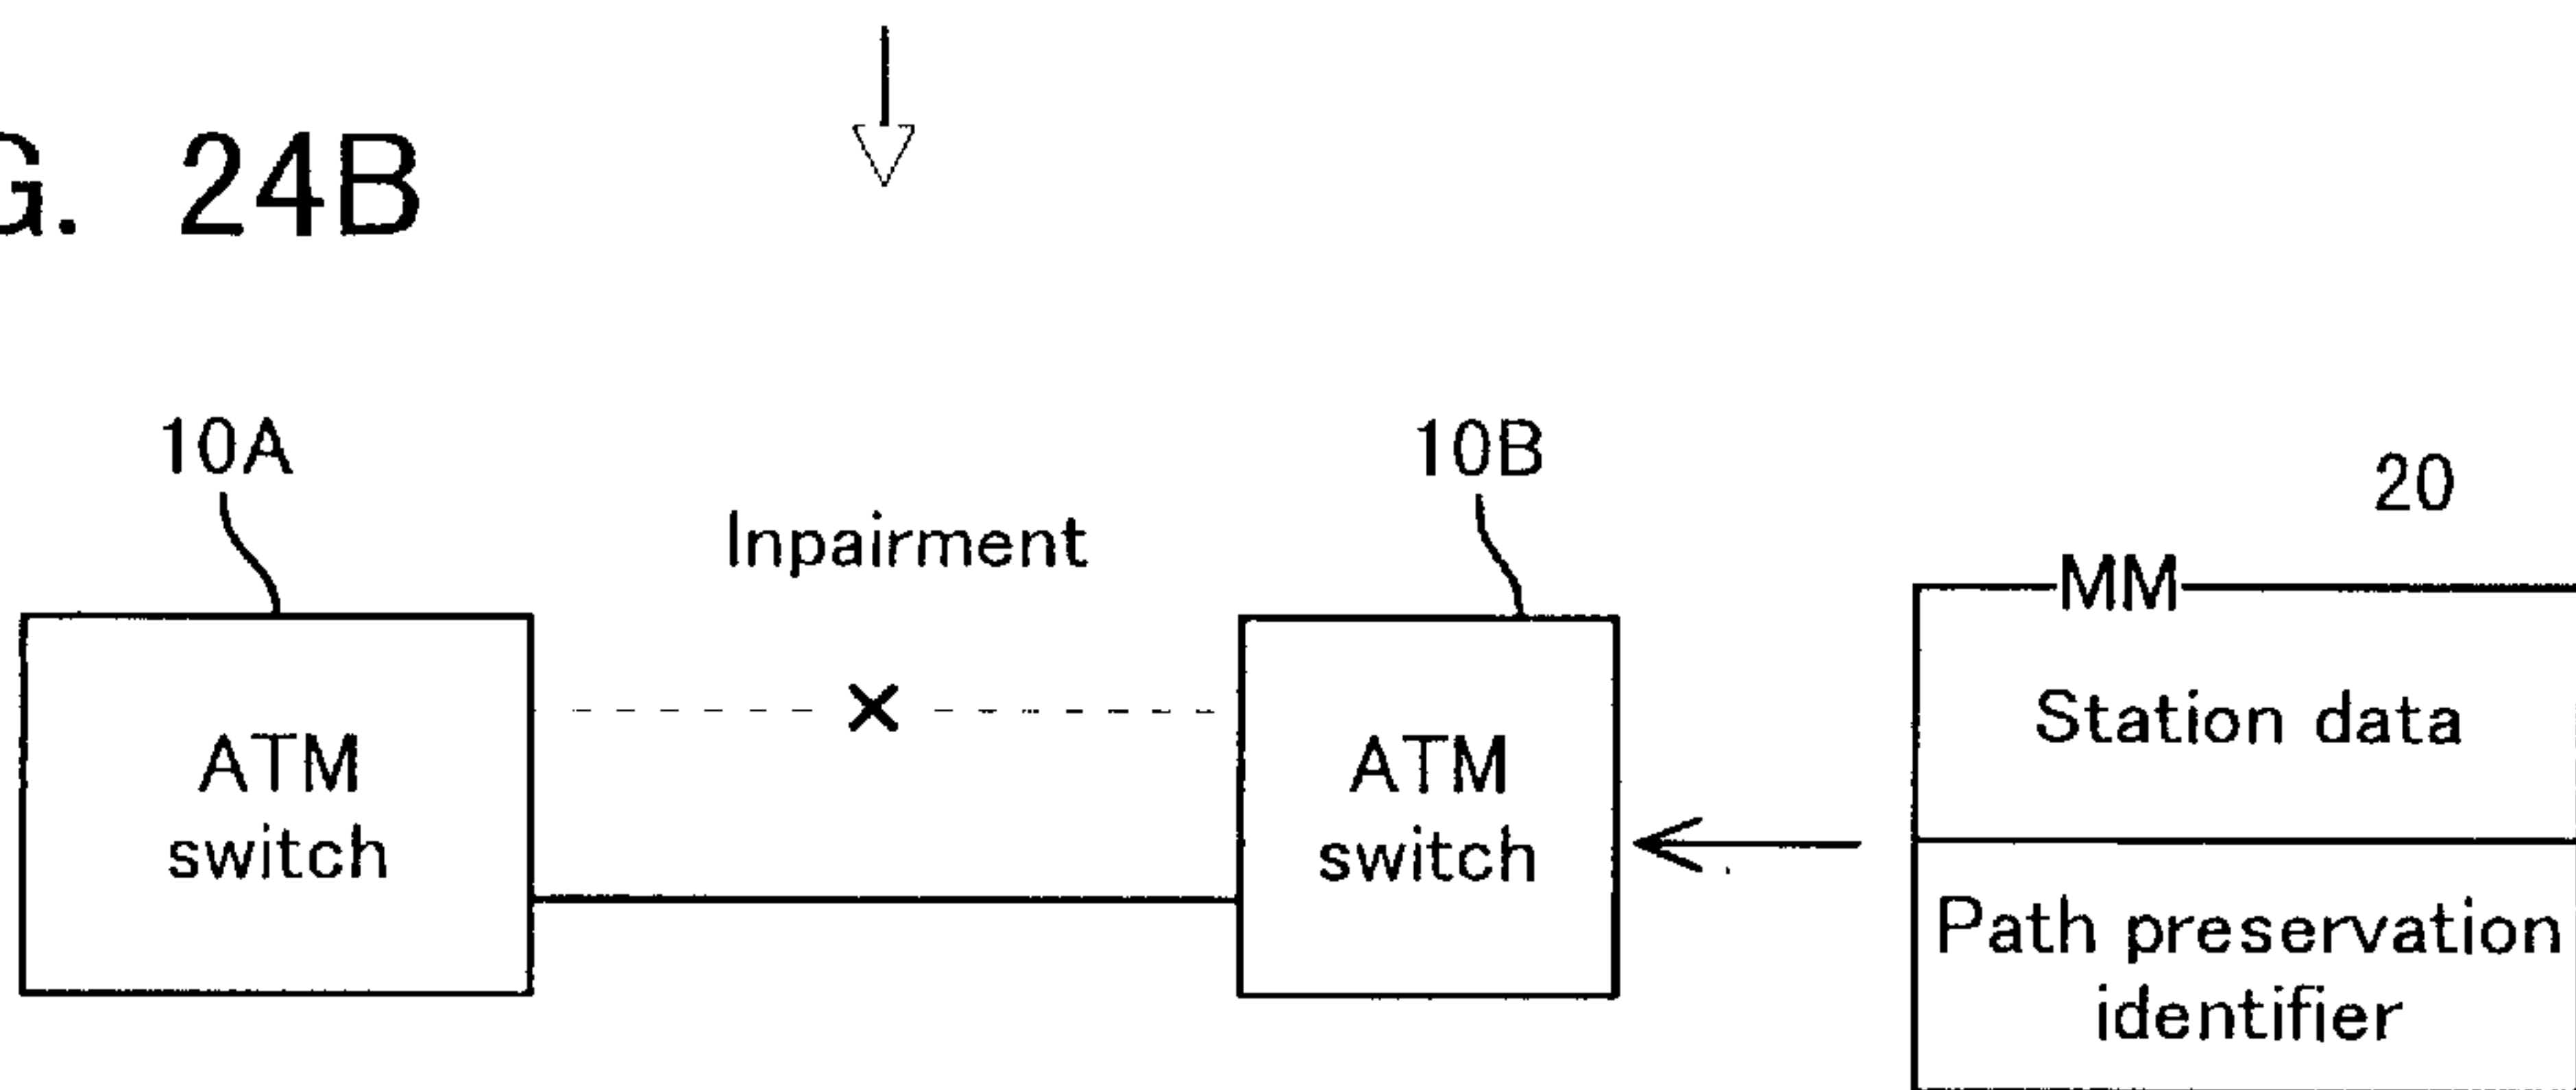 G. 24B
10A
10B
20
Inpairment
MM
Station data
ATM
switch
ATM
switch
Path preservation
identifier